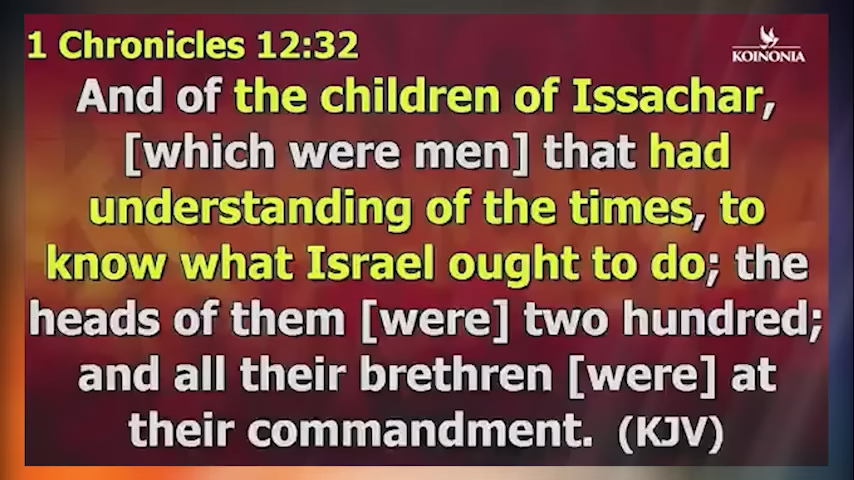 1 Chronicles 12:32
KOINONIA
And of the children of Issachar,
[which were men] that had
understanding of the times, to
know what Israel ought to do; the
heads of them [were] two hundred;
and all their brethren [were] at
their commandment. (KJV)